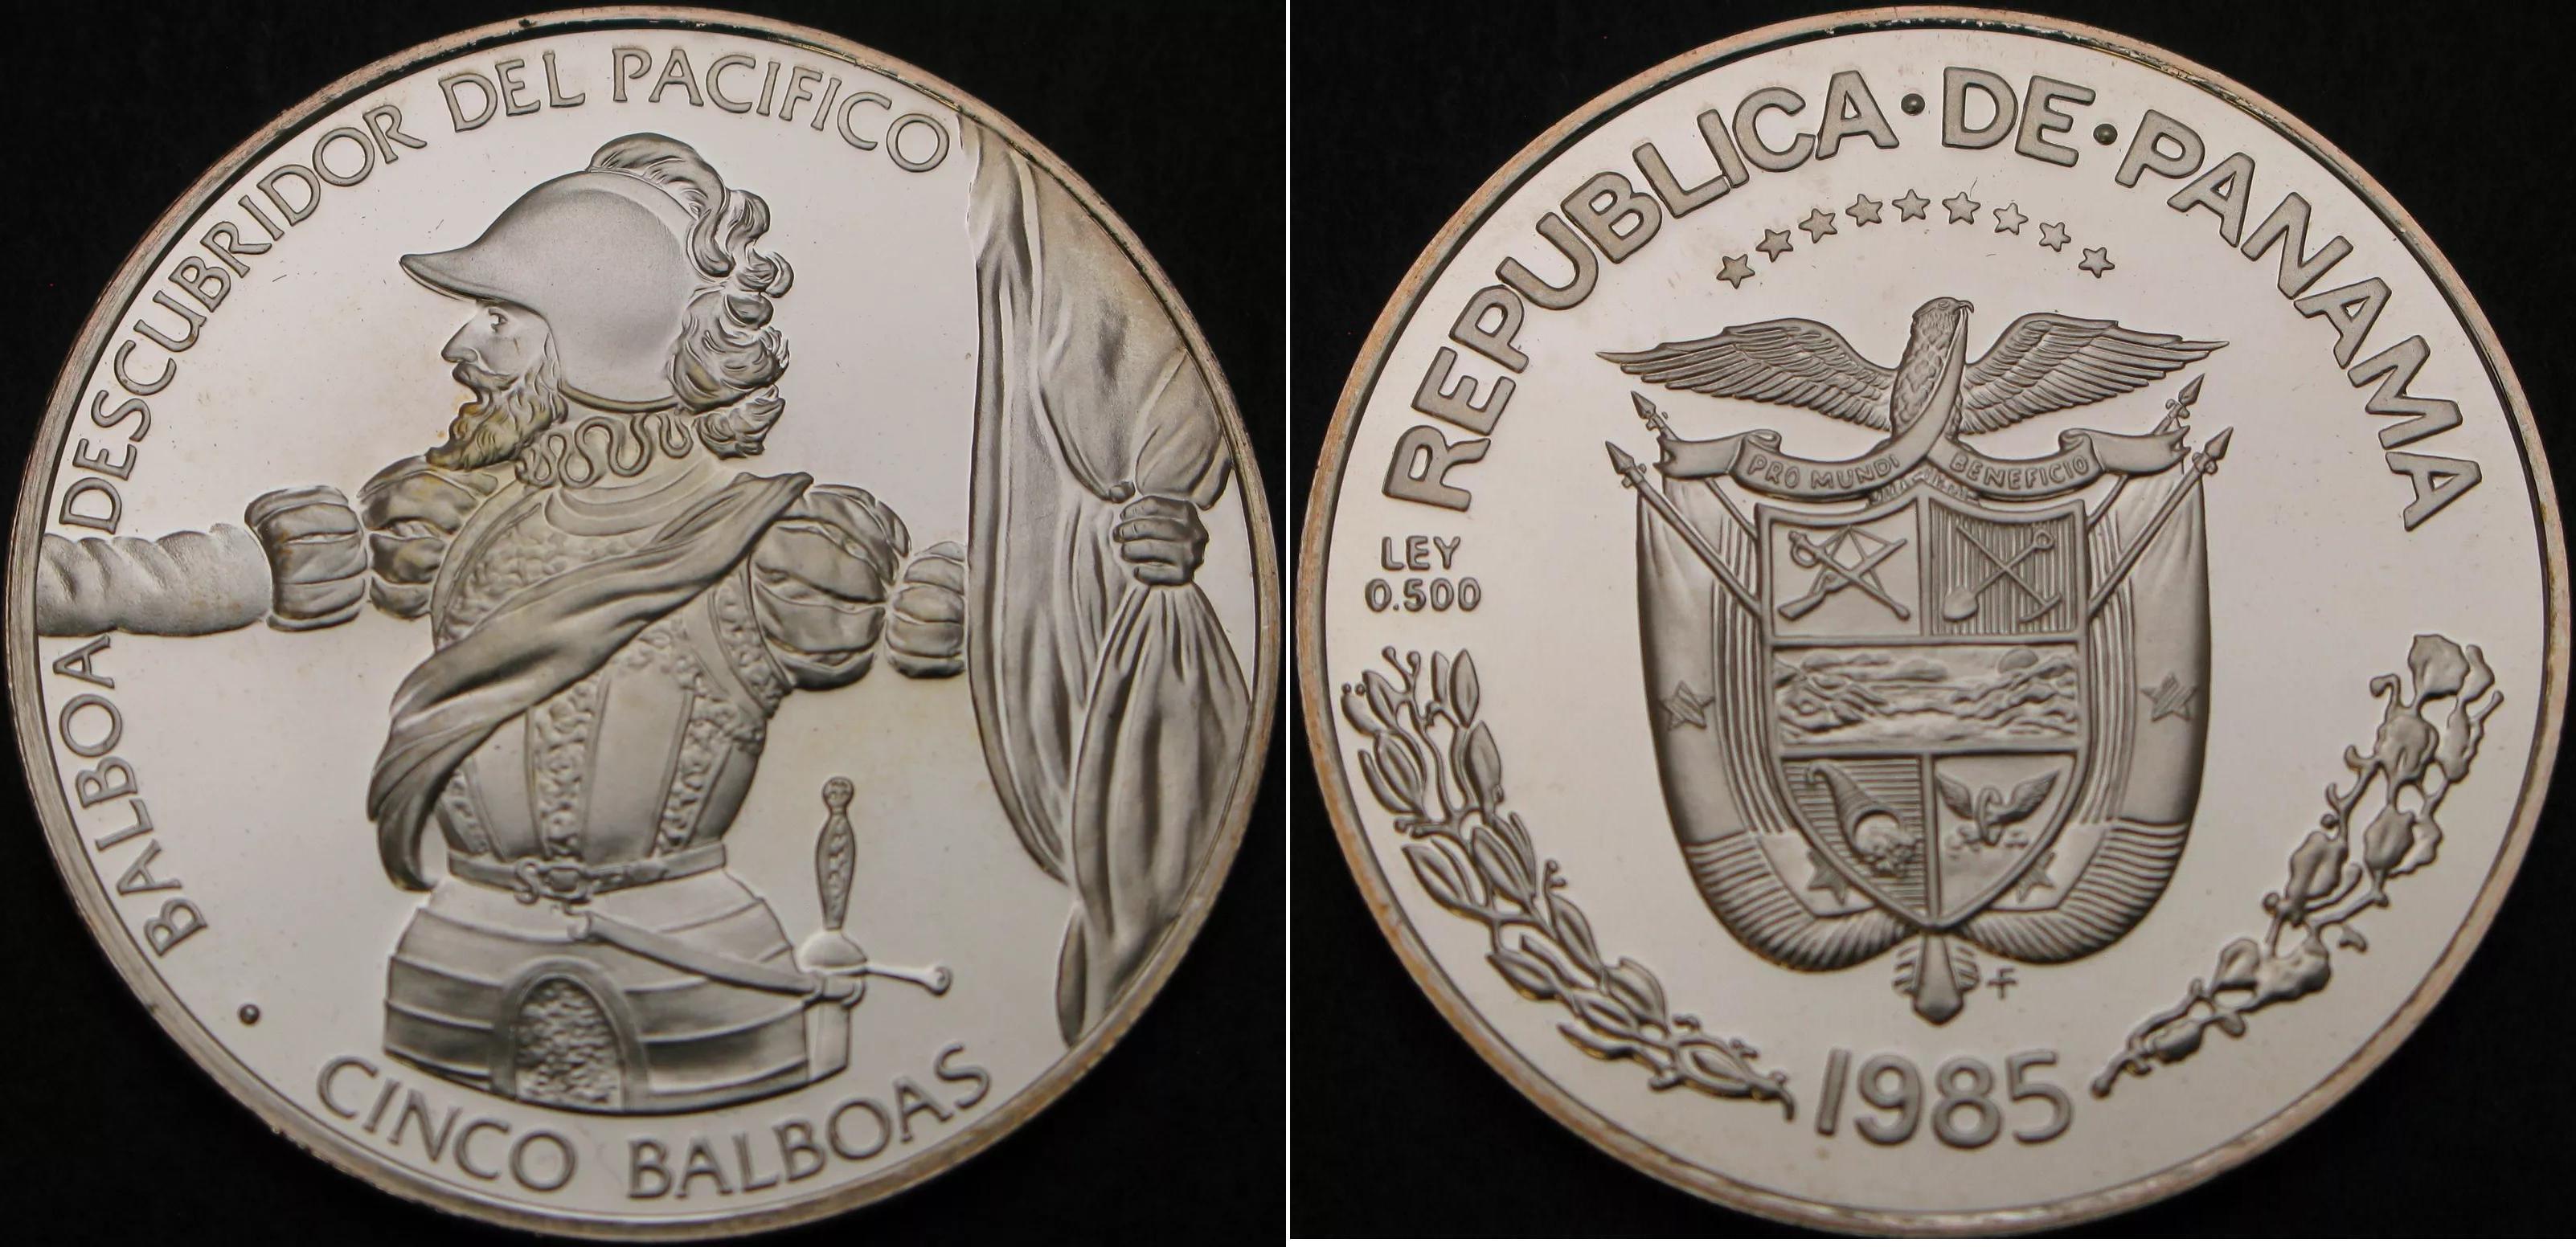 BALBOA DESCUBRIDOR DEL PACIFICO
CINCO BALBOAS
REPUBLICA·DE·PANAMA
PRO MUNDI BENEFICIO
LEY
0.500
1985